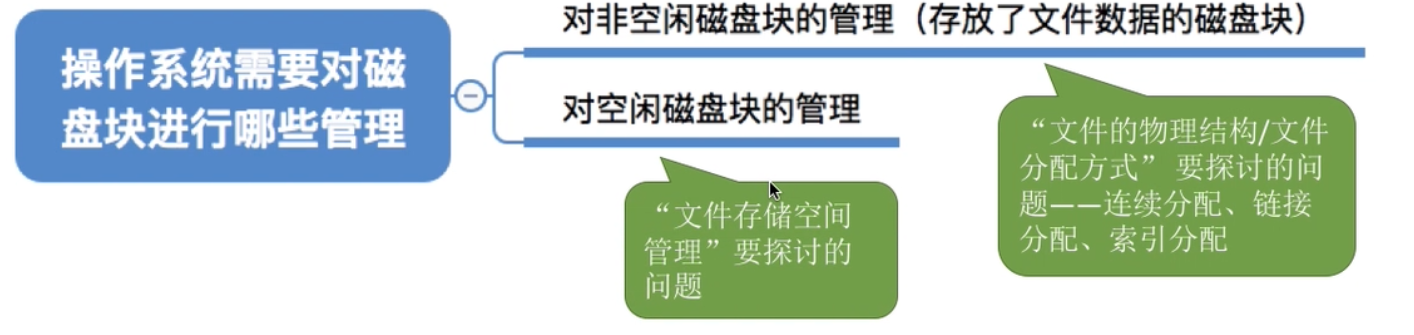 操作系统需要对磁
盘块进行哪些管理
对非空闲磁盘块的管理（存放了文件数据的磁盘块）
对空闲磁盘块的管理
“文件存储空间
管理”要探讨的
问题
“文件的物理结构/文件
分配方式” 要探讨的问
题——连续分配、链接
分配、索引分配